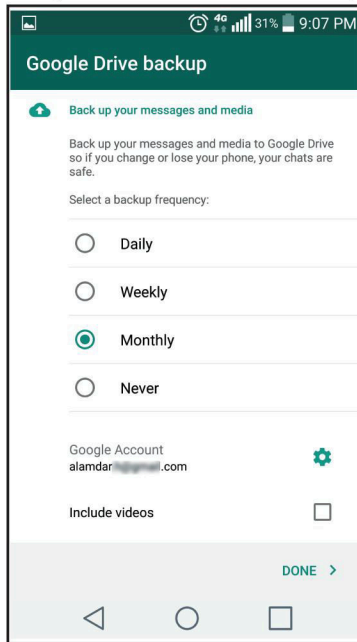 4G 31% 9:07 PM
Google Drive backup
Back up your messages and media
Back up your messages and media to Google Drive
so if you change or lose your phone, your chats are
safe.
Select a backup frequency:
Daily
Weekly
Monthly
Never
Google Account
alamdar .com
Include videos
DONE >